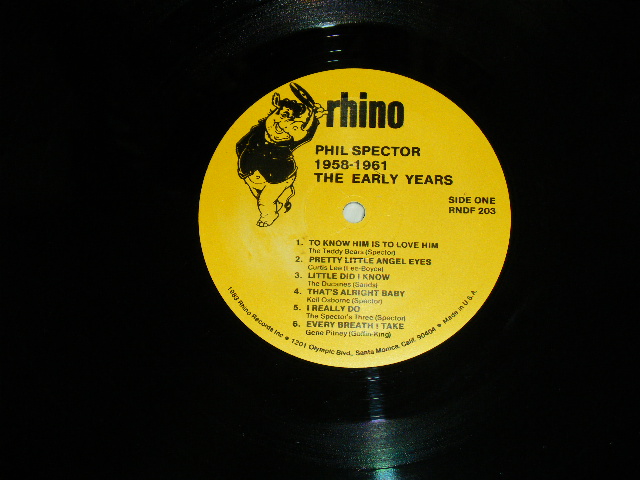 rhino
PHIL SPECTOR
1958-1961
THE EARLY YEARS
SIDE ONE
RNDF 203
1. TO KNOW HIM IS TO LOVE HIM
The Teddy Bears (Spector)
2. PRETTY LITTLE ANGEL EYES
Curtis Lee (Lee-Boyce)
3. LITTLE DID I KNOW
The Ducanes (Sands)
4. THAT'S ALRIGHT BABY
Kell Osborne (Spector)
5. I REALLY DO
The Spector's Three (Spector)
6. EVERY BREATH I TAKE
Gene Pitney (Goffin-King)
1983 Rhino Records Inc • 1201 Olympic Blvd., Santa Monica, Calif. 90404 • Made in U.S.A.